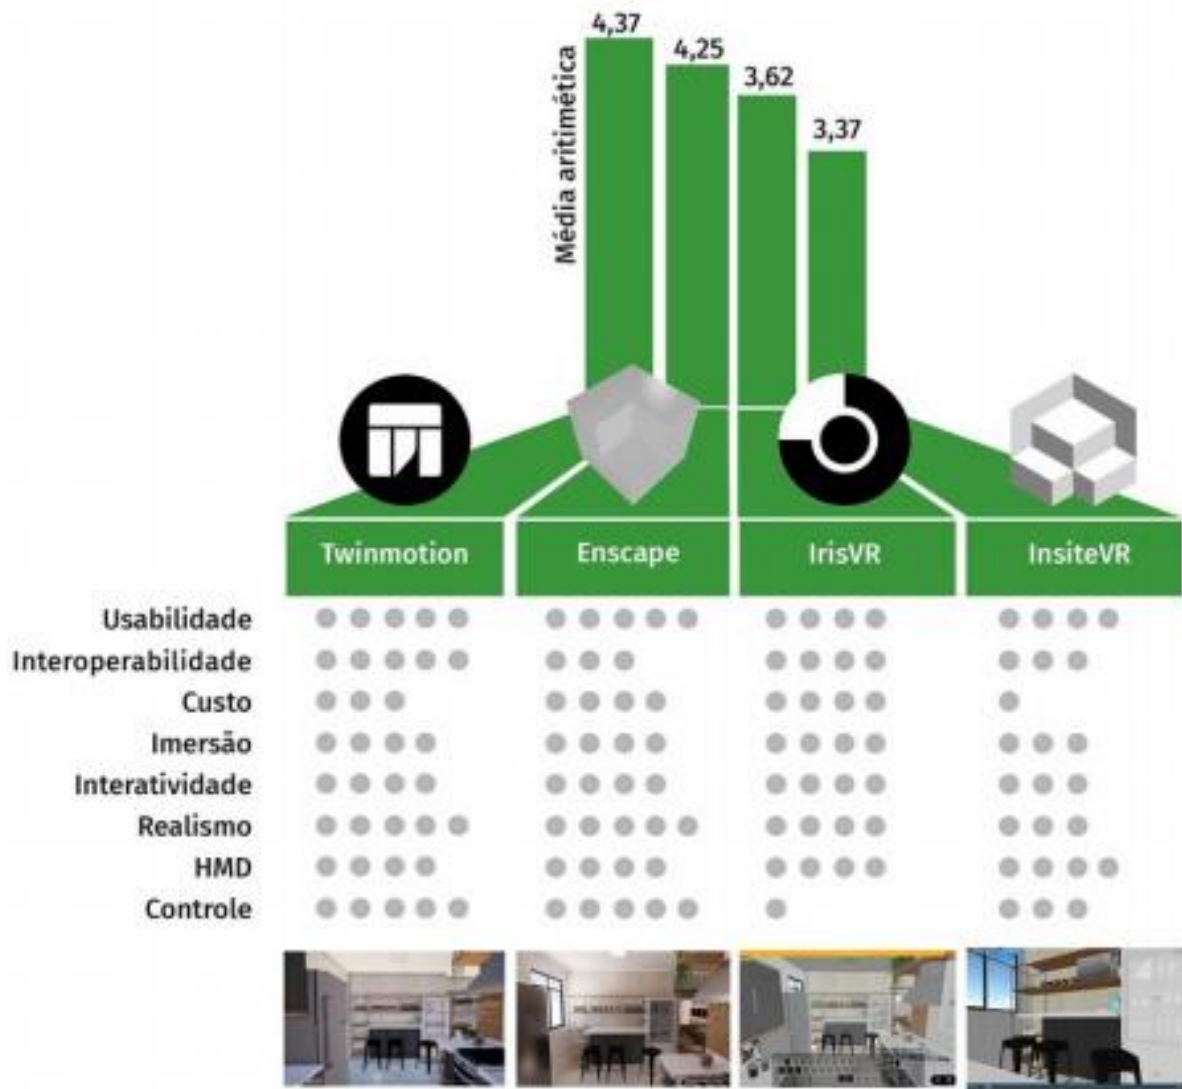 4,37
4,25
3,62
3,37
Média aritimética
Twinmotion
Enscape
IrisVR
InsiteVR
Usabilidade
Interoperabilidade
Custo
Imersão
Interatividade
Realismo
HMD
Controle